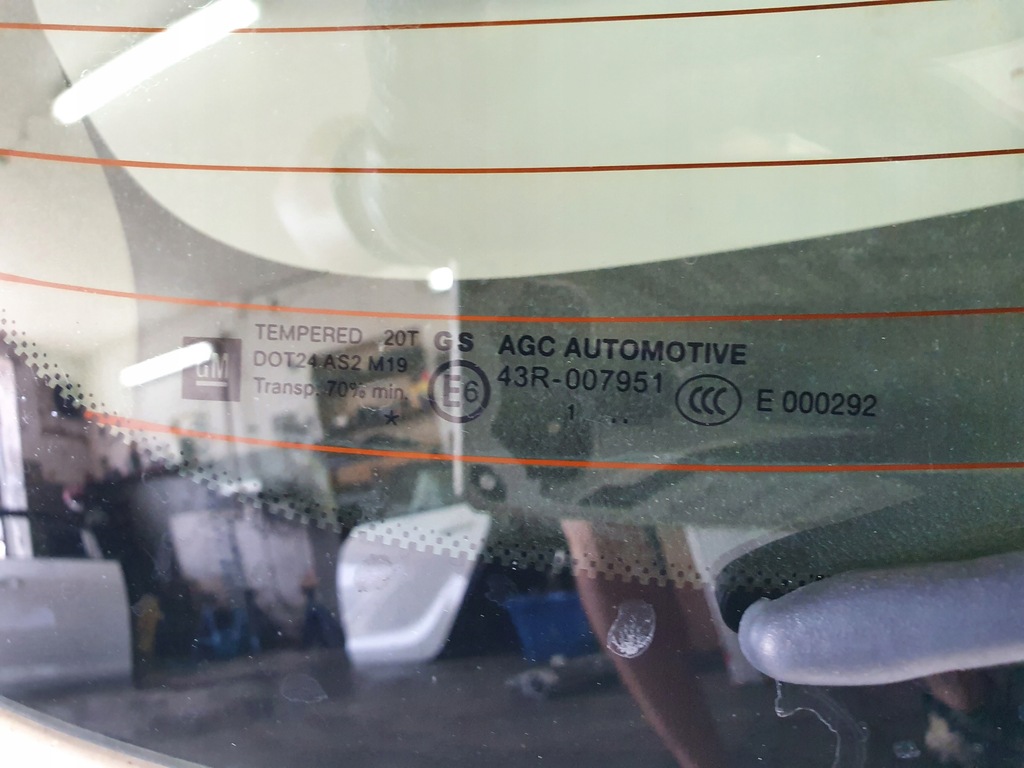 GM
TEMPERED 20T GS
DOT24 AS2 M19
Transp. 70% min.
*
E6
AGC AUTOMOTIVE
43R-007951
1 ..
CCC
E 000292